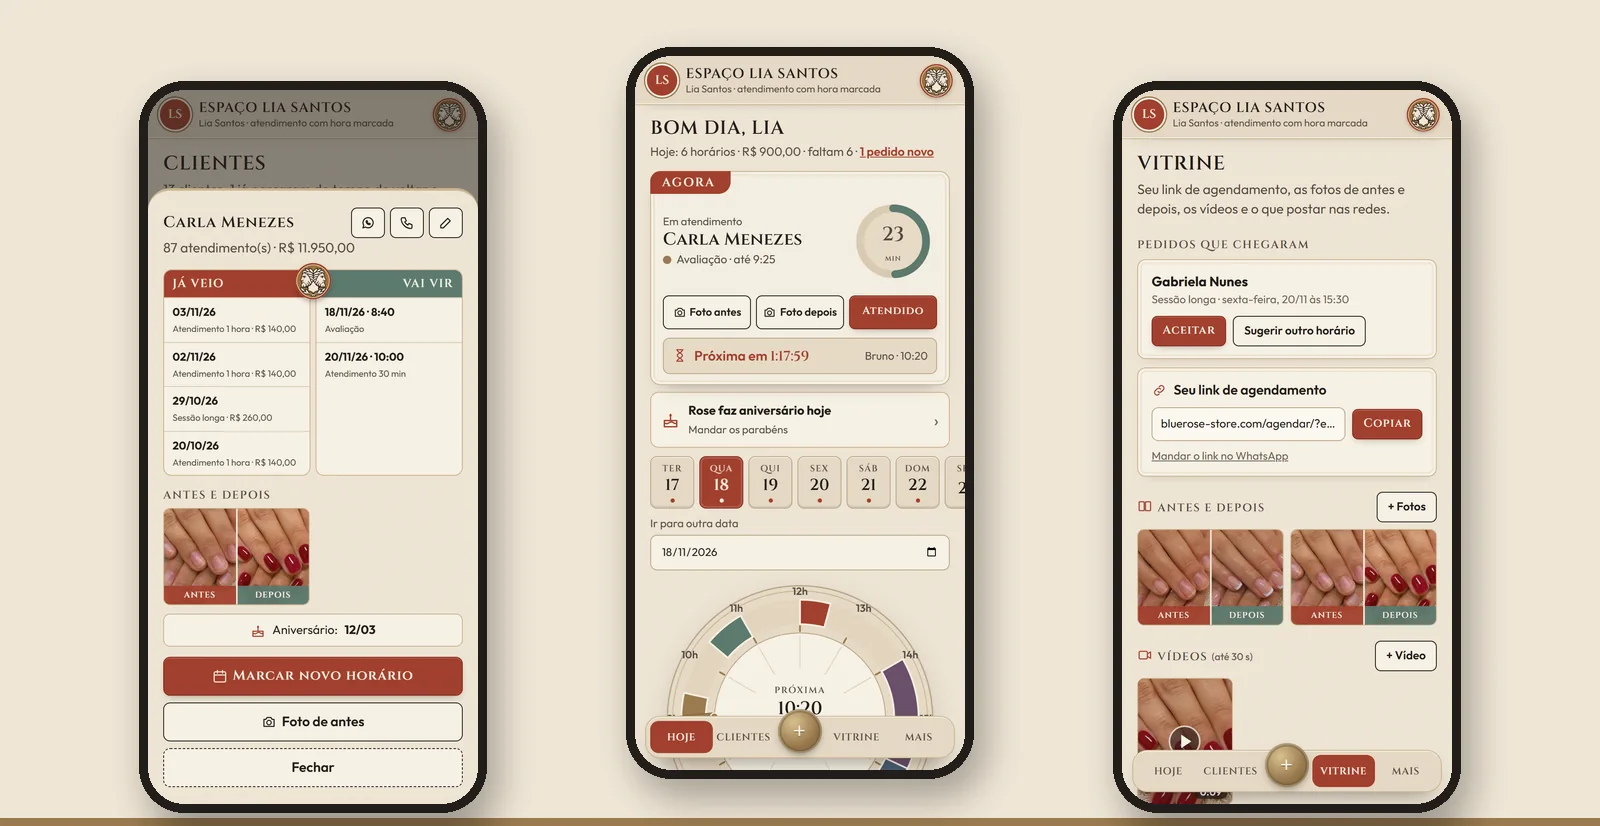 LS
ESPAÇO LIA SANTOS
Lia Santos · atendimento com hora marcada
CLIENTES
CARLA MENEZES
87 atendimento(s) · R$ 11.950,00
JÁ VEIO
VAI VIR
03/11/26
Atendimento 1 hora · R$ 140,00
02/11/26
Atendimento 1 hora · R$ 140,00
29/10/26
Sessão longa · R$ 260,00
20/10/26
Atendimento 1 hora · R$ 140,00
18/11/26 · 8:40
Avaliação
20/11/26 · 10:00
Atendimento 30 min
ANTES E DEPOIS
ANTES
DEPOIS
Aniversário: 12/03
MARCAR NOVO HORÁRIO
Foto de antes
Fechar
LS
ESPAÇO LIA SANTOS
Lia Santos · atendimento com hora marcada
BOM DIA, LIA
Hoje: 6 horários · R$ 900,00 · faltam 6 · 1 pedido novo
AGORA
Em atendimento
CARLA MENEZES
Avaliação · até 9:25
23
MIN
Foto antes
Foto depois
ATENDIDO
Próxima em 1:17:59
Bruno · 10:20
Rose faz aniversário hoje
Mandar os parabéns
TER
17
QUA
18
QUI
19
SEX
20
SÁB
21
DOM
22
Ir para outra data
18/11/2026
10h
11h
12h
13h
14h
PRÓXIMA
10:20
HOJE
CLIENTES
+
VITRINE
MAIS
LS
ESPAÇO LIA SANTOS
Lia Santos · atendimento com hora marcada
VITRINE
Seu link de agendamento, as fotos de antes e
depois, os vídeos e o que postar nas redes.
PEDIDOS QUE CHEGARAM
Gabriela Nunes
Sessão longa · sexta-feira, 20/11 às 15:30
ACEITAR
Sugerir outro horário
Seu link de agendamento
bluerose-store.com/agendar/?e...
COPIAR
Mandar o link no WhatsApp
ANTES E DEPOIS
+ Fotos
ANTES
DEPOIS
ANTES
DEPOIS
VÍDEOS (até 30 s)
+ Vídeo
HOJE
CLIENTES
+
VITRINE
MAIS